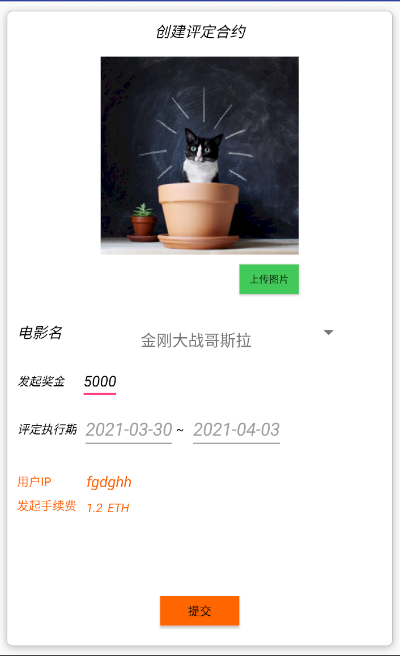 创建评定合约
上传图片
电影名 金刚大战哥斯拉
发起奖金 5000
评定执行期 2021-03-30 ~ 2021-04-03
用户IP fgdghh
发起手续费 1.2 ETH
提交